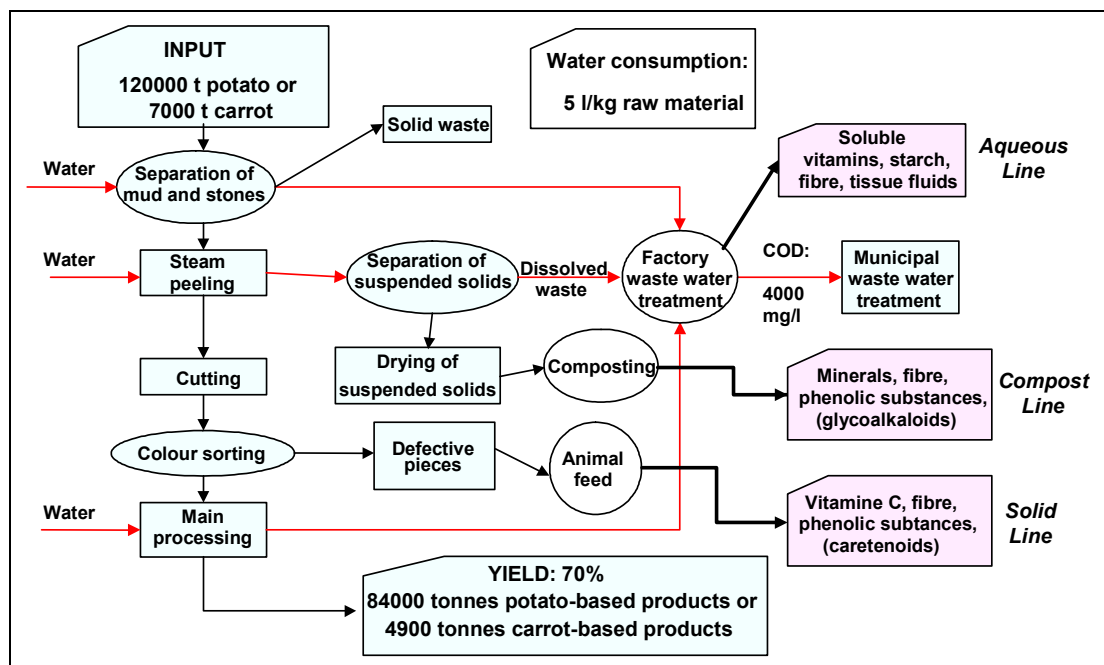 INPUT
120000 t potato or
7000 t carrot
Water consumption:
5 l/kg raw material
Solid waste
Soluble
vitamins, starch,
fibre, tissue fluids
Aqueous
Line
Water
Separation of
mud and stones
Water
Steam
peeling
Separation of
suspended solids
Dissolved
waste
Factory
waste water
treatment
COD:
4000
mg/l
Municipal
waste water
treatment
Drying of
suspended solids
Composting
Minerals, fibre,
phenolic substances,
(glycoalkaloids)
Compost
Line
Cutting
Colour sorting
Defective
pieces
Animal
feed
Vitamine C, fibre,
phenolic subtances,
(caretenoids)
Solid
Line
Water
Main
processing
YIELD: 70%
84000 tonnes potato-based products or
4900 tonnes carrot-based products